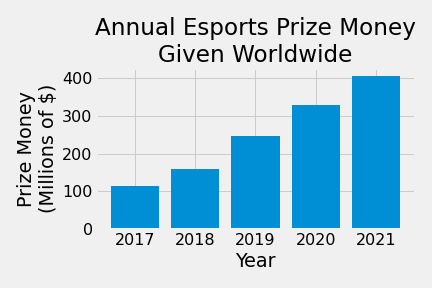 Annual Esports Prize Money
Given Worldwide
Prize Money
(Millions of $)
400
300
200
100
0
2017 2018 2019 2020 2021
Year